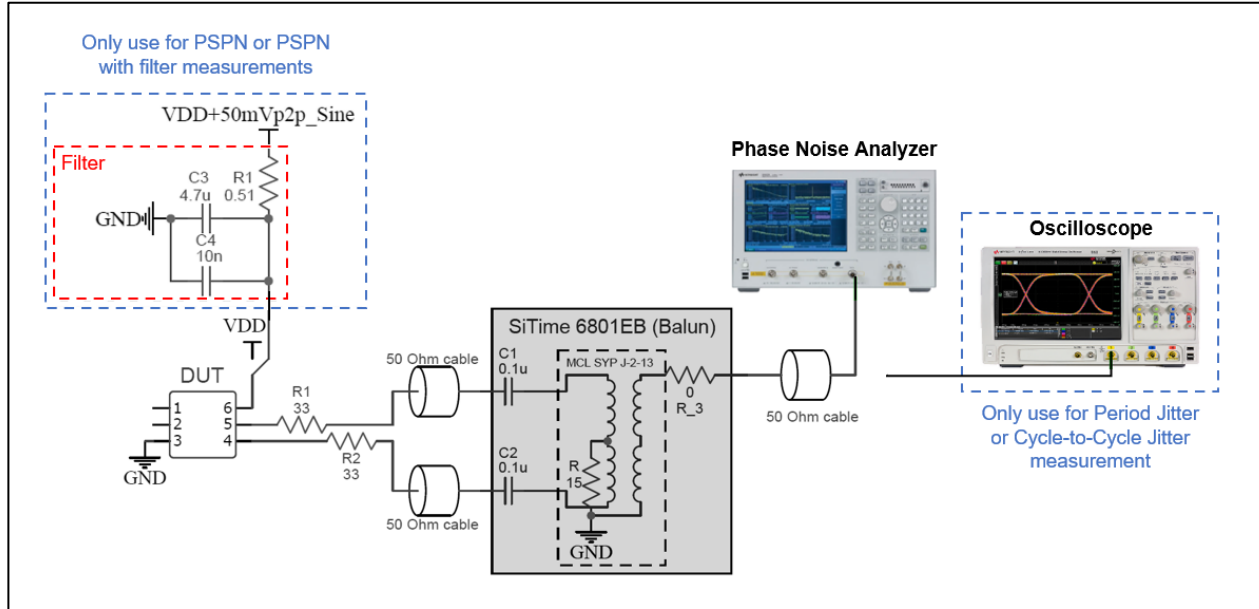 Only use for PSPN or PSPN
with filter measurements
VDD+50mVp2p_Sine
Filter
C3
4.7u
R1
0.51
GND
C4
10n
VDD
DUT
1
2
3
6
5
4
GND
R1
33
R2
33
50 Ohm cable
50 Ohm cable
SiTime 6801EB (Balun)
C1
0.1u
C2
0.1u
MCL SYP J-2-13
R
15
GND
0
R_3
50 Ohm cable
Phase Noise Analyzer
Oscilloscope
Only use for Period Jitter
or Cycle-to-Cycle Jitter
measurement